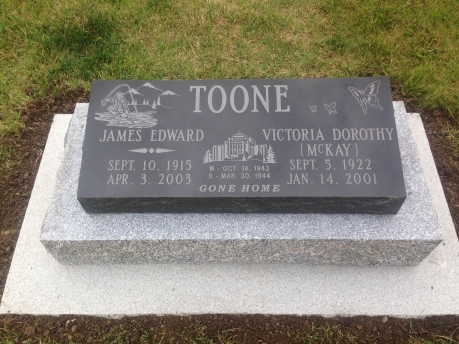 TOONE
JAMES EDWARD
SEPT. 10, 1915
APR. 3, 2003
VICTORIA DOROTHY
(MCKAY)
SEPT. 5, 1922
JAN. 14, 2001
M - OCT. 14, 1943
S - MAR. 30, 1944
GONE HOME